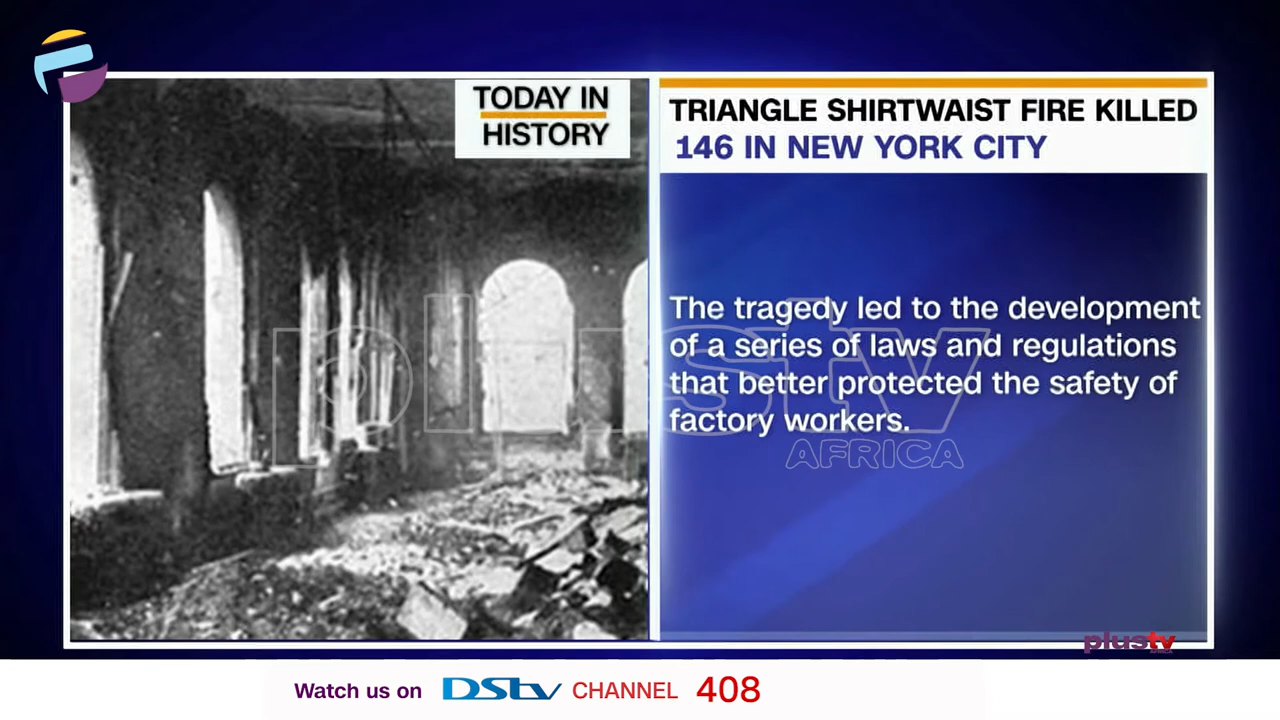 TODAY IN
HISTORY
TRIANGLE SHIRTWAIST FIRE KILLED
146 IN NEW YORK CITY
The tragedy led to the development
of a series of laws and regulations
that better protected the safety of
factory workers.
plustv
AFRICA
plustv
AFRICA
Watch us on DStv CHANNEL 408